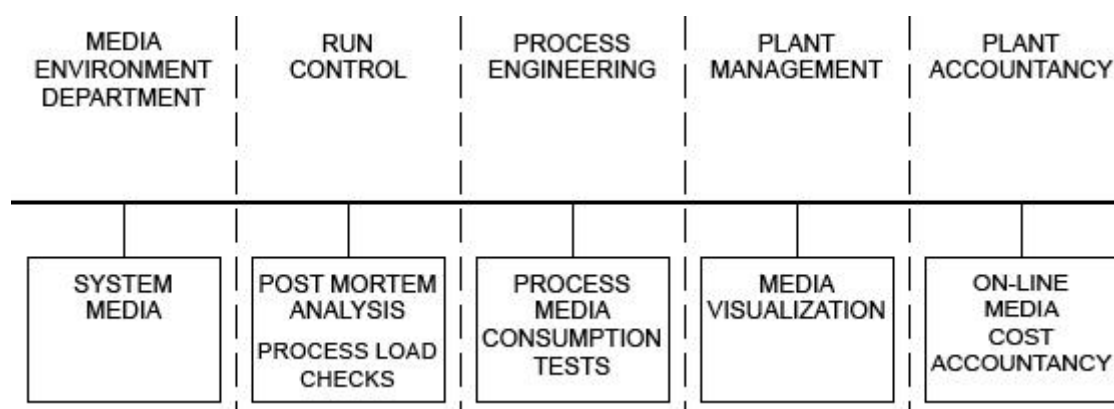 MEDIA
ENVIRONMENT
DEPARTMENT
RUN
CONTROL
PROCESS
ENGINEERING
PLANT
MANAGEMENT
PLANT
ACCOUNTANCY
SYSTEM
MEDIA
POST MORTEM
ANALYSIS
PROCESS LOAD
CHECKS
PROCESS
MEDIA
CONSUMPTION
TESTS
MEDIA
VISUALIZATION
ON-LINE
MEDIA
COST
ACCOUNTANCY